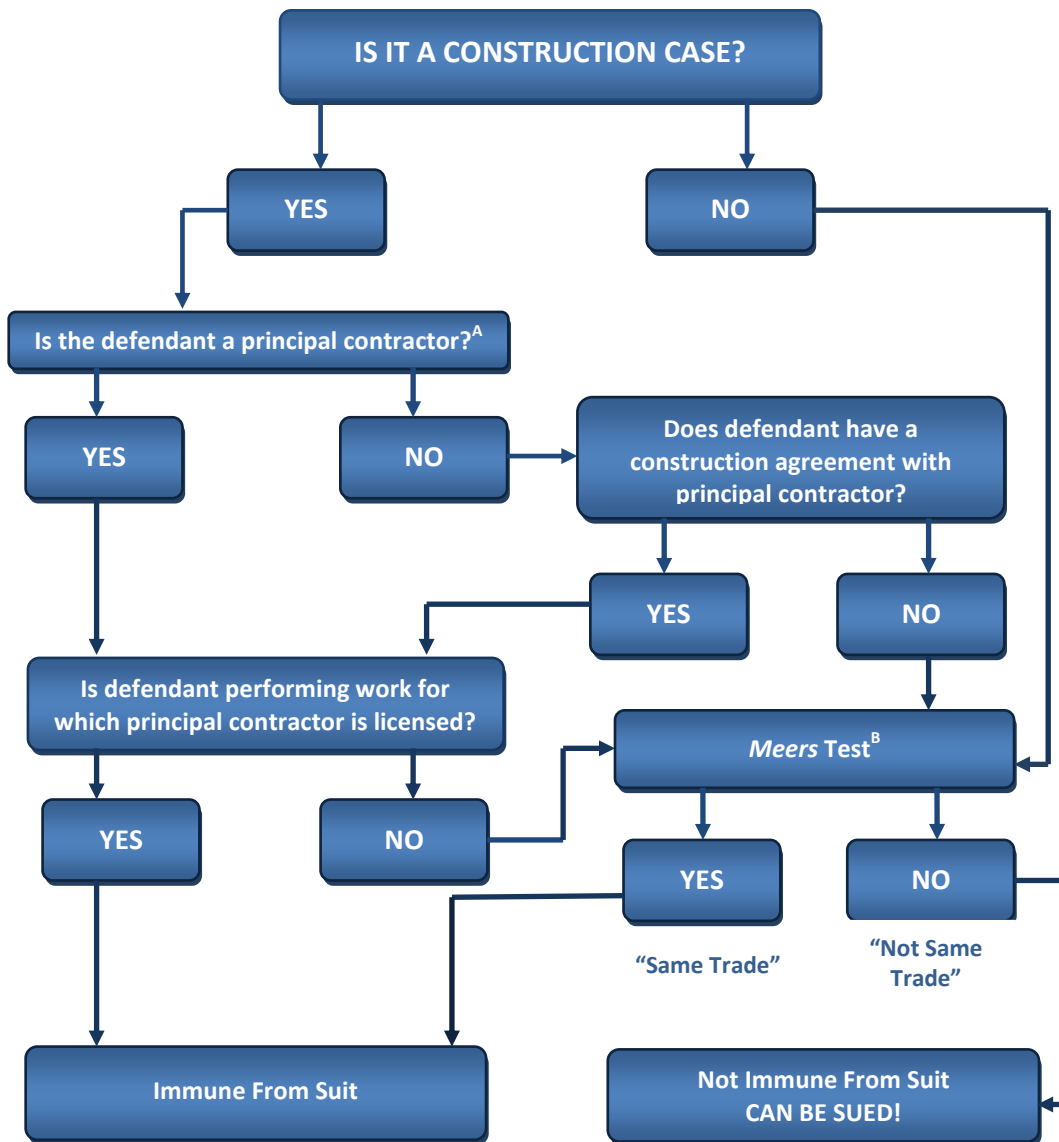 IS IT A CONSTRUCTION CASE?
YES
NO
Is the defendant a principal contractor?A
YES
NO
Does defendant have a
construction agreement with
principal contractor?
YES
NO
Is defendant performing work for
which principal contractor is licensed?
Meers TestB
YES
NO
YES
NO
"Same Trade"
"Not Same
Trade"
Immune From Suit
Not Immune From Suit
CAN BE SUED!